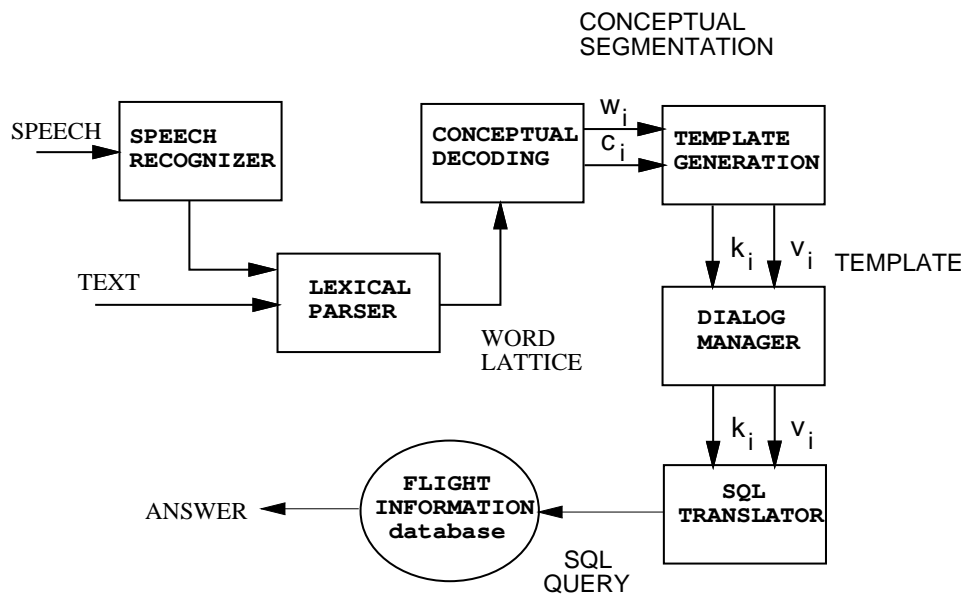 CONCEPTUAL
SEGMENTATION
SPEECH
SPEECH
RECOGNIZER
CONCEPTUAL
DECODING
w_i
c_i
TEMPLATE
GENERATION
TEXT
LEXICAL
PARSER
WORD
LATTICE
k_i
v_i
TEMPLATE
DIALOG
MANAGER
k_i
v_i
SQL
TRANSLATOR
SQL
QUERY
FLIGHT
INFORMATION
database
ANSWER